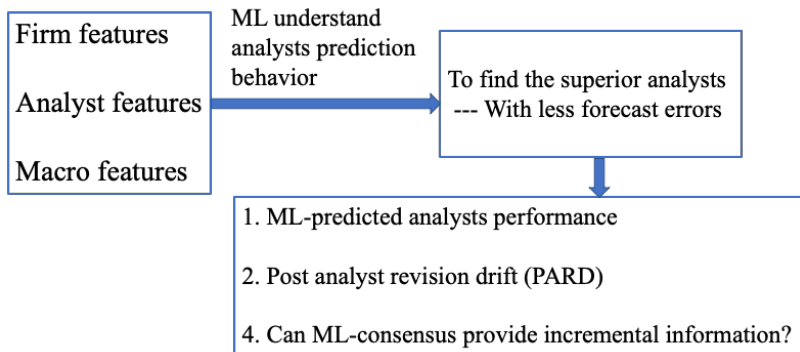 Firm features
Analyst features
Macro features
ML understand
analysts prediction
behavior
To find the superior analysts
--- With less forecast errors
1. ML-predicted analysts performance
2. Post analyst revision drift (PARD)
4. Can ML-consensus provide incremental information?